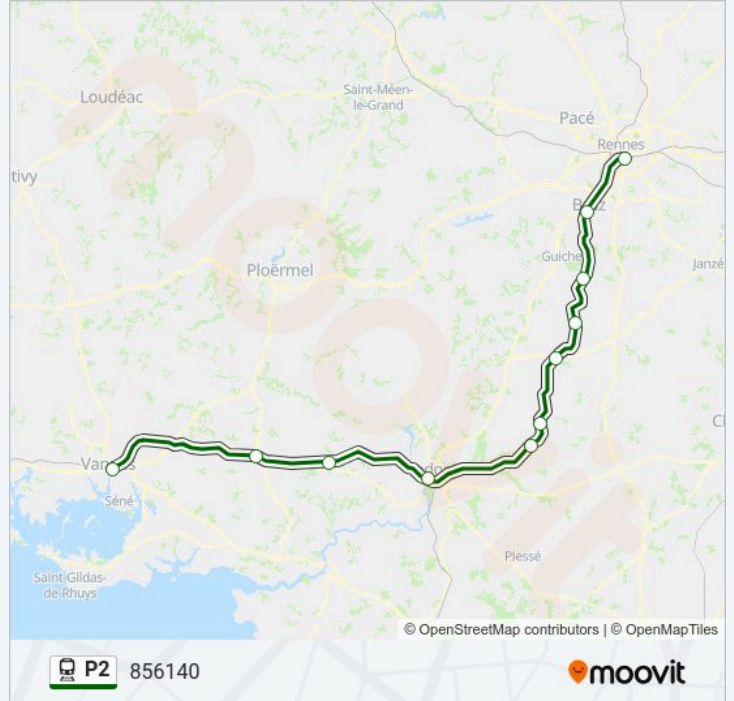 Loudéac
Saint-Méen-
le-Grand
Pacé
Rennes
tivy
Guiche
Janzé
Ploërmel
Séné
Saint-Gildas-
de-Rhuys
Plessé
© OpenStreetMap contributors | © OpenMapTiles
P2 856140
moovit